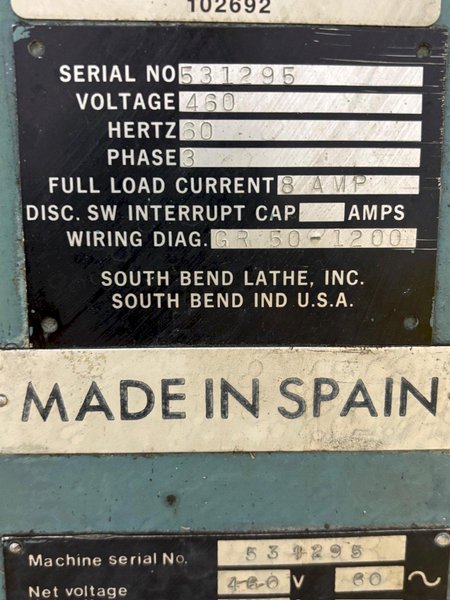 102692
SERIAL NO 531295
VOLTAGE 460
HERTZ 60
PHASE 3
FULL LOAD CURRENT 8 AMP
DISC. SW INTERRUPT CAP AMPS
WIRING DIAG. GR 50-1200
SOUTH BEND LATHE, INC.
SOUTH BEND IND U.S.A.
MADE IN SPAIN
Machine serial No. 531295
Net voltage 460 V 60 ~